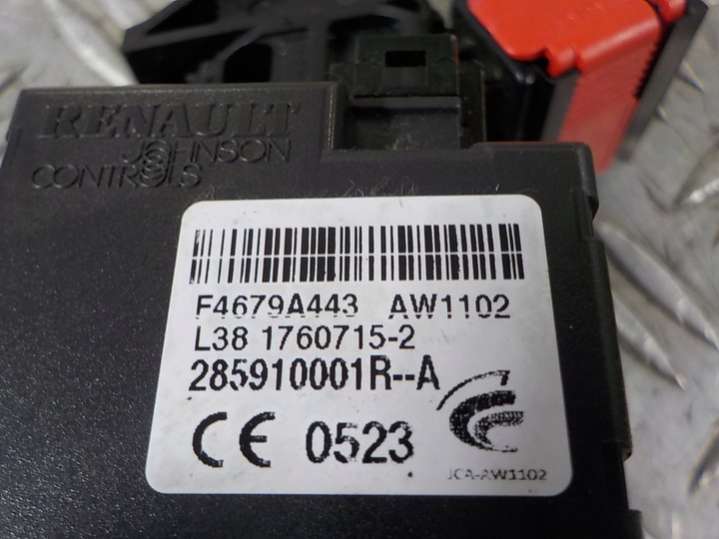 RENAULT
JOHNSON
CONTROLS
F4679A443 AW1102
L38 1760715-2
285910001R--A
CE 0523
JCA-AW1102